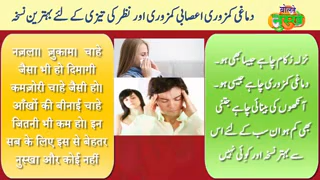 دماغی کمزوری اعصابی کمزوری اور نظر کی تیزی کے لئے بہترین نسخہ
नज़ला। ज़ुकाम। चाहे
जैसा भी हो दिमागी
कमज़ोरी चाहे जैसी हो।
आँखों की बीनाई चाहे
जितनी भी कम हो। इन
सब के लिए इस से बेहतर
नुस्खा और कोई नहीं
نزلہ زکام چاہے جیسا بھی ہو۔
دماغی کمزوری چاہے جیسی ہو۔
آنکھوں کی بینائی چاہے جتنی
بھی کم ہو ان سب کے لئے اس
سے بہتر نسخہ اور کوئی نہیں